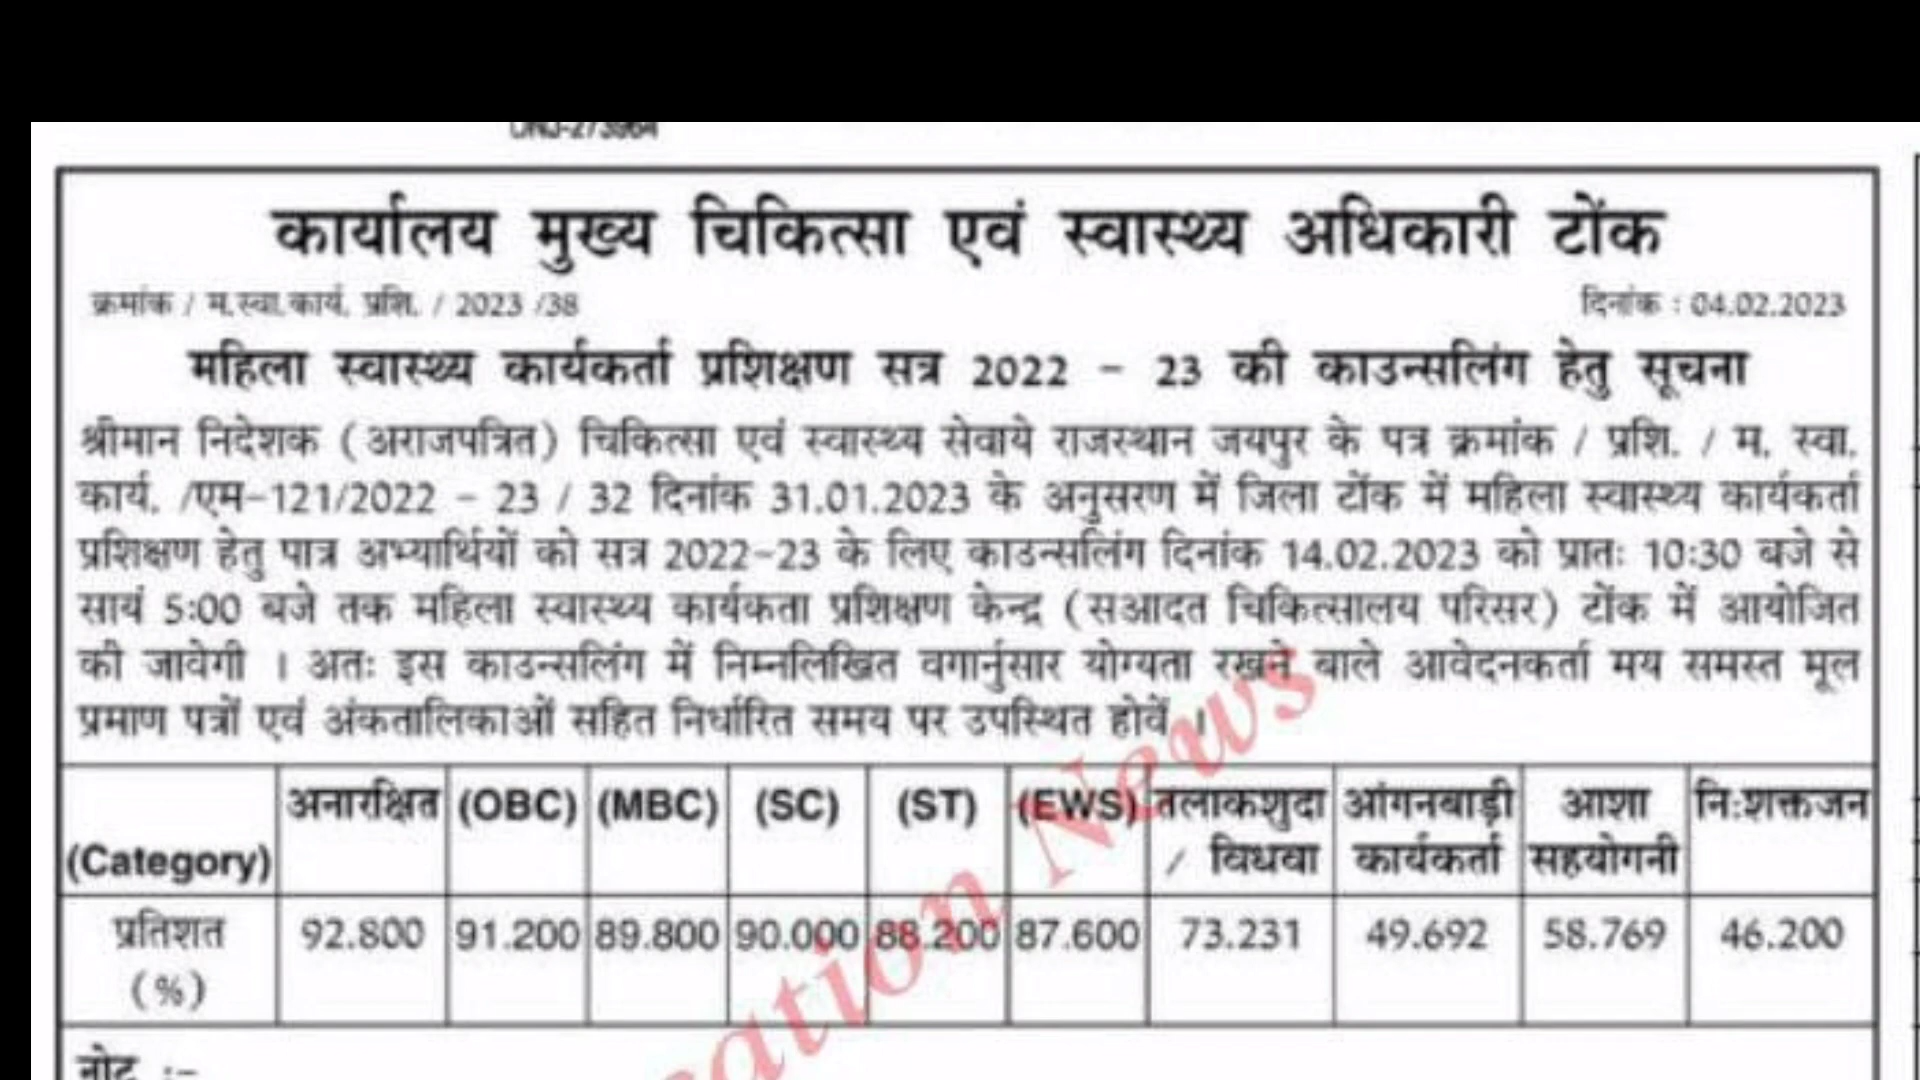 कार्यालय मुख्य चिकित्सा एवं स्वास्थ्य अधिकारी टोंक
क्रमांक / म.स्वा.कार्य. प्रशि. / 2023 /38 दिनांक : 04.02.2023
महिला स्वास्थ्य कार्यकर्ता प्रशिक्षण सत्र 2022 - 23 की काउन्सलिंग हेतु सूचना
श्रीमान निदेशक (अराजपत्रित) चिकित्सा एवं स्वास्थ्य सेवाये राजस्थान जयपुर के पत्र क्रमांक / प्रशि. / म. स्वा.
कार्य. /एम-121/2022 - 23 / 32 दिनांक 31.01.2023 के अनुसरण में जिला टोंक में महिला स्वास्थ्य कार्यकर्ता
प्रशिक्षण हेतु पात्र अभ्यार्थियों को सत्र 2022-23 के लिए काउन्सलिंग दिनांक 14.02.2023 को प्रातः 10:30 बजे से
सायं 5:00 बजे तक महिला स्वास्थ्य कार्यकता प्रशिक्षण केन्द्र (सआदत चिकित्सालय परिसर) टोंक में आयोजित
की जावेगी । अतः इस काउन्सलिंग में निम्नलिखित वगार्नुसार योग्यता रखने बाले आवेदनकर्ता मय समस्त मूल
प्रमाण पत्रों एवं अंकतालिकाओं सहित निर्धारित समय पर उपस्थित होवें ।
(Category) अनारक्षित (OBC) (MBC) (SC) (ST) (EWS) तलाकशुदा / विधवा आंगनबाड़ी कार्यकर्ता आशा सहयोगनी नि:शक्तजन
प्रतिशत (%) 92.800 91.200 89.800 90.000 88.200 87.600 73.231 49.692 58.769 46.200
नोट :-
ation News